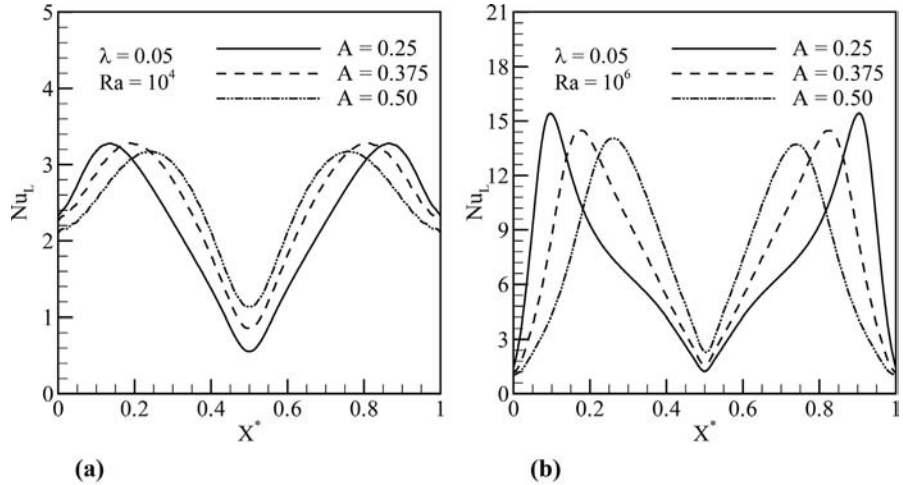 5
4
3
2
1
0
Nu_L
λ = 0.05
Ra = 10⁴
A = 0.25
A = 0.375
A = 0.50
0 0.2 0.4 0.6 0.8 1
X*
(a)
21
18
15
12
9
6
3
0
Nu_L
λ = 0.05
Ra = 10⁶
A = 0.25
A = 0.375
A = 0.50
0 0.2 0.4 0.6 0.8 1
X*
(b)